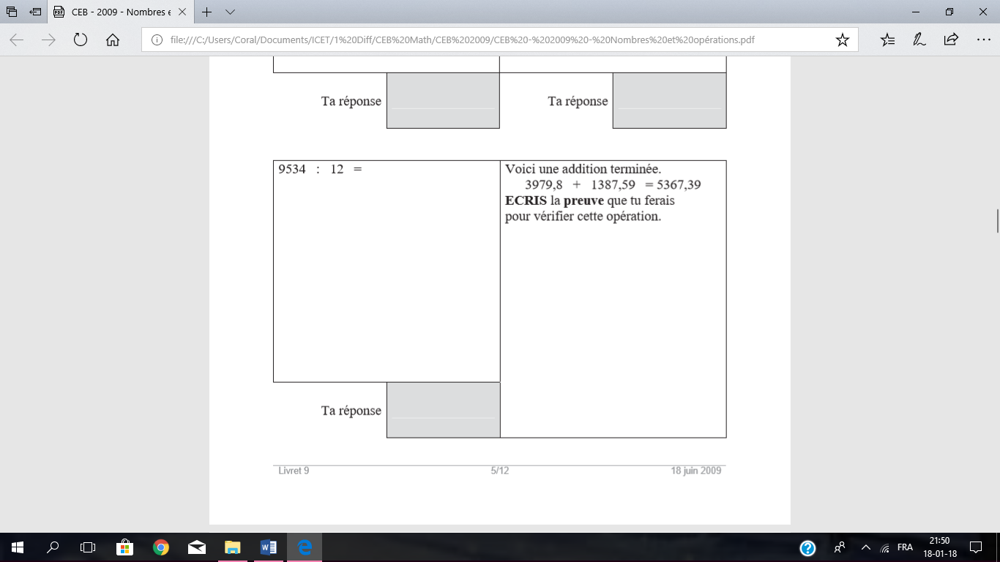 CEB - 2009 - Nombres e
file:///C:/Users/Coral/Documents/ICET/1%20Diff/CEB%20Math/CEB%202009/CEB%20-%202009%20-%20Nombres%20et%20opérations.pdf
Ta réponse
Ta réponse
9534 : 12 =
Voici une addition terminée.
3979,8 + 1387,59 = 5367,39
ECRIS la preuve que tu ferais
pour vérifier cette opération.
Ta réponse
Livret 9
5/12
18 juin 2009
FRA
21:50
18-01-18